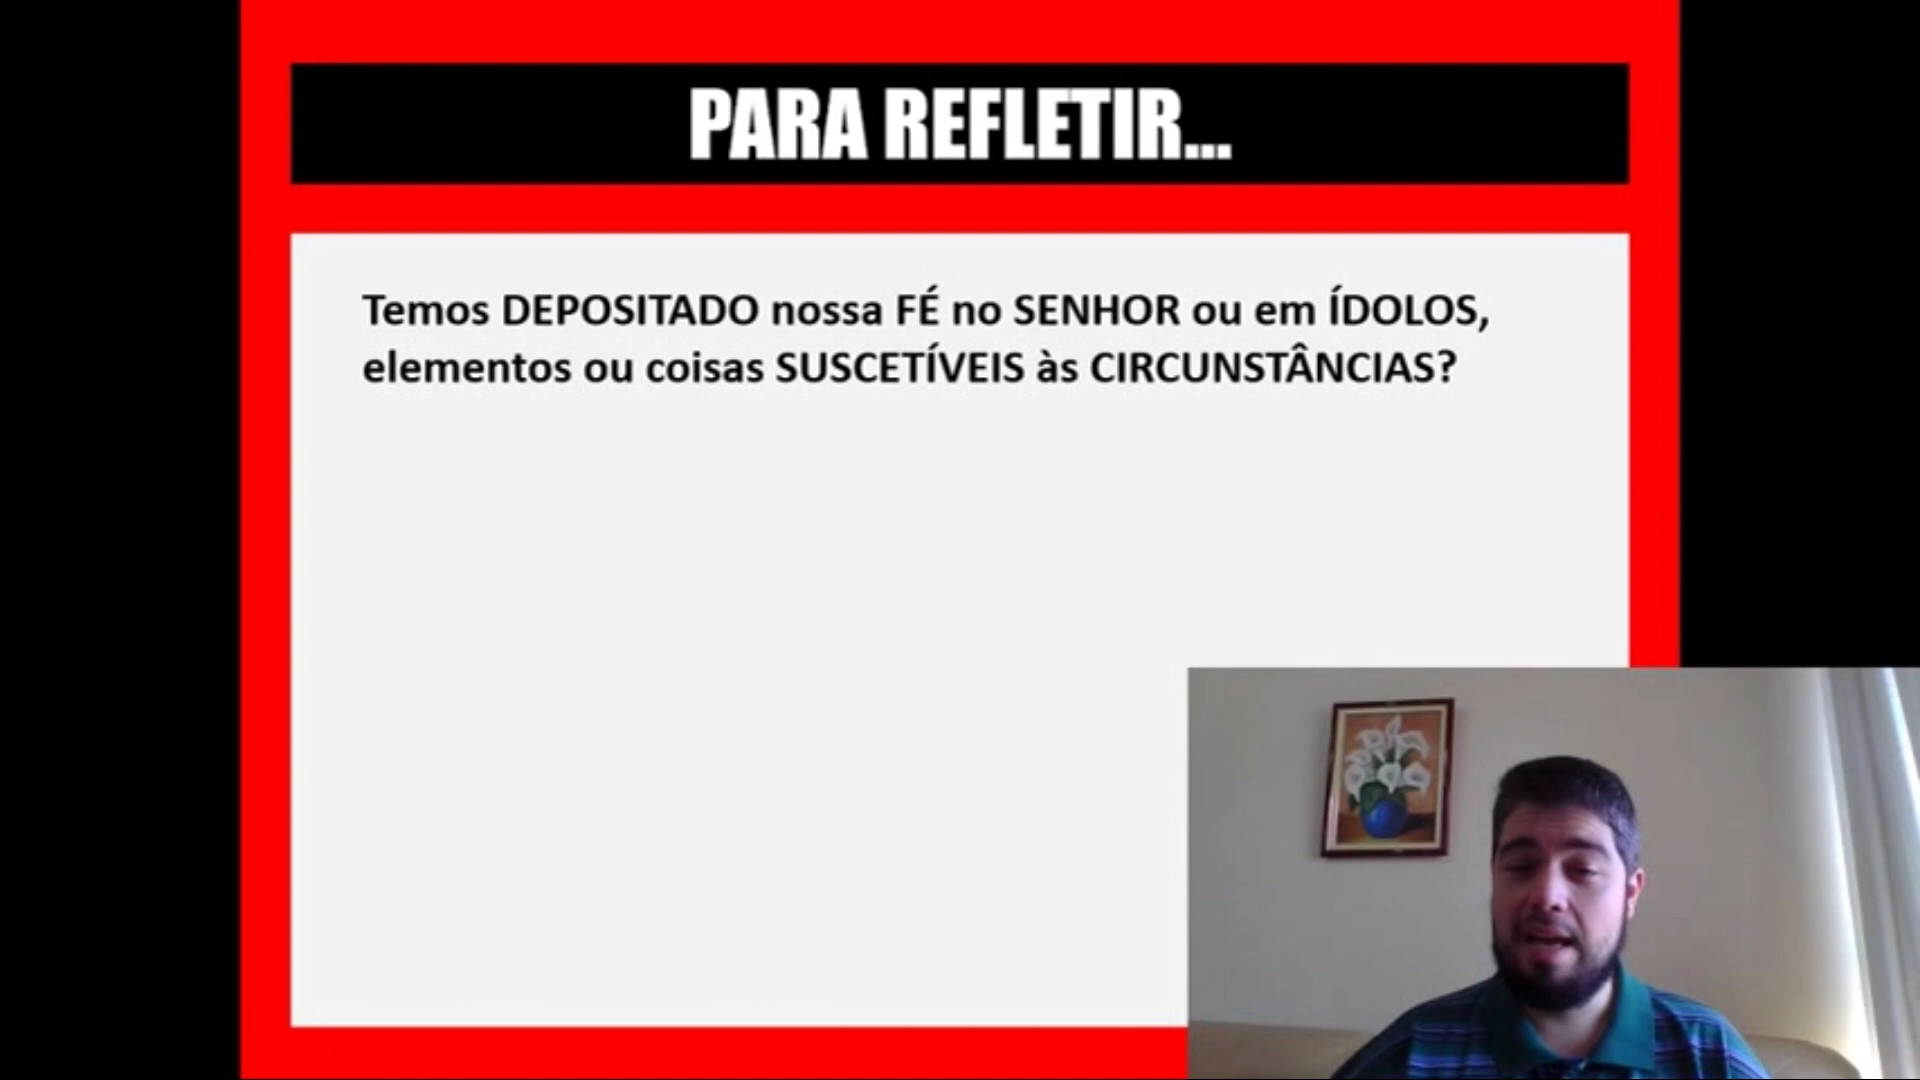 PARA REFLETIR...
Temos DEPOSITADO nossa FÉ no SENHOR ou em ÍDOLOS,
elementos ou coisas SUSCETÍVEIS às CIRCUNSTÂNCIAS?